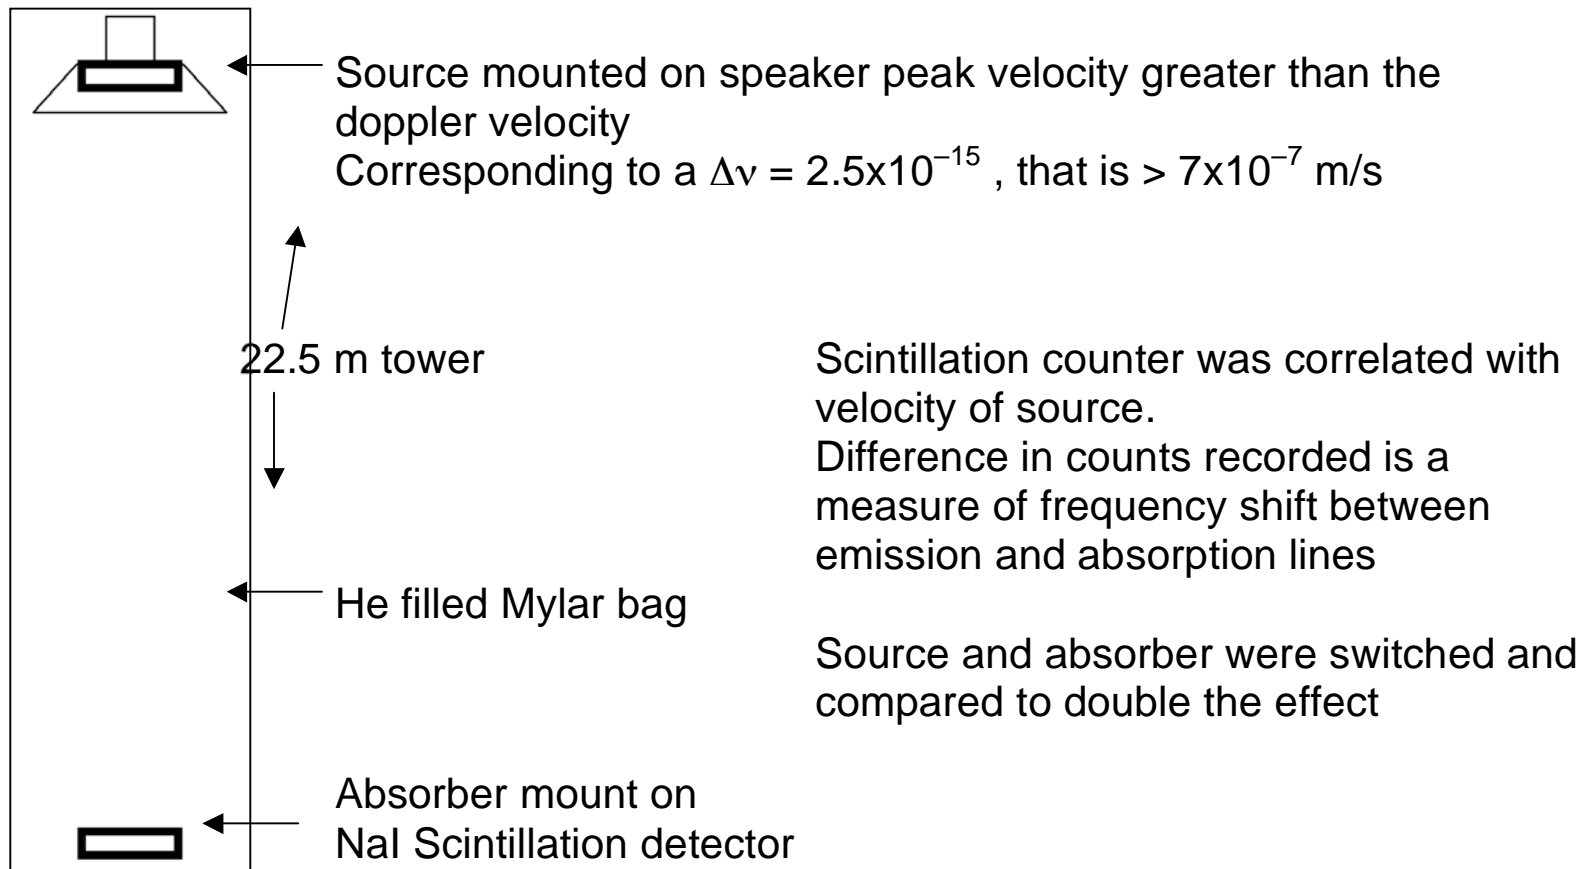 Source mounted on speaker peak velocity greater than the
doppler velocity
Corresponding to a Δν = 2.5x10⁻¹⁵ , that is > 7x10⁻⁷ m/s
22.5 m tower
Scintillation counter was correlated with
velocity of source.
Difference in counts recorded is a
measure of frequency shift between
emission and absorption lines
He filled Mylar bag
Source and absorber were switched and
compared to double the effect
Absorber mount on
NaI Scintillation detector